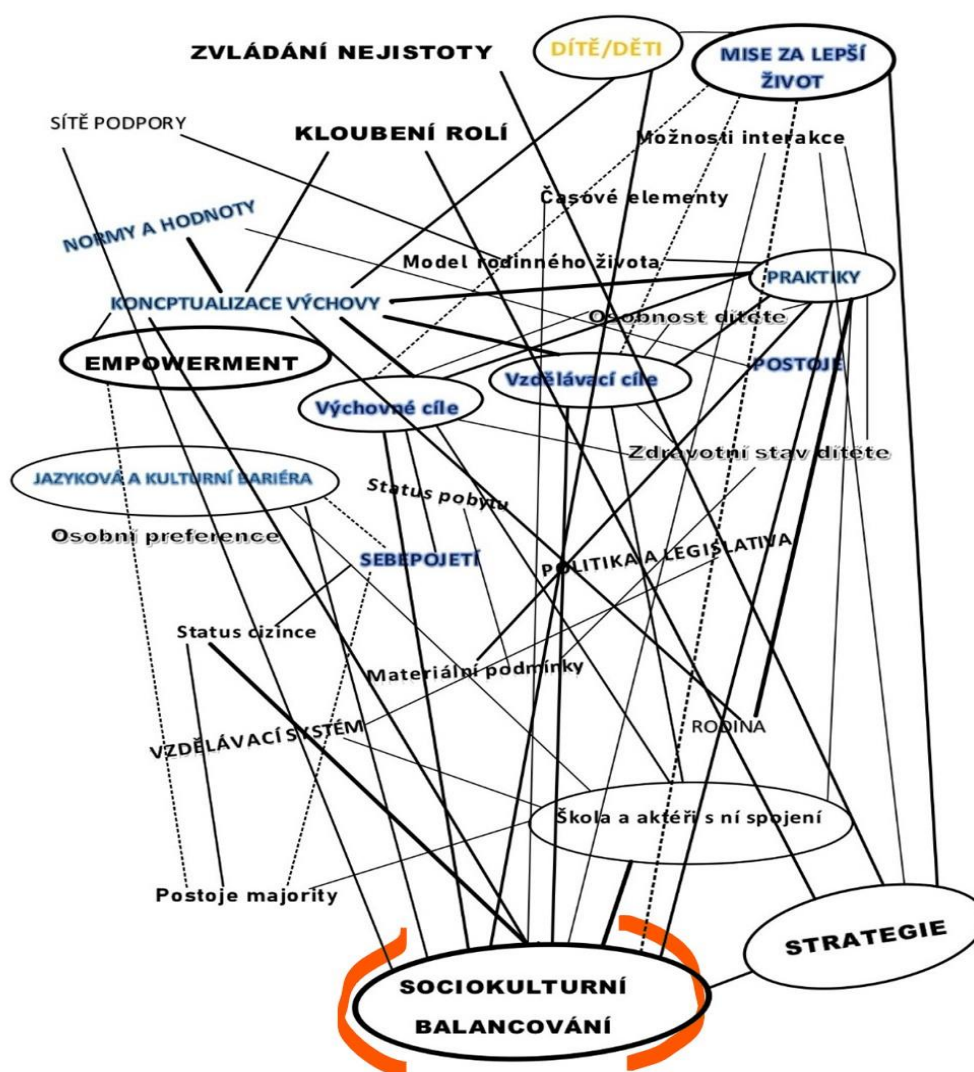 ZVLÁDÁNÍ NEJISTOTY
DÍTĚ/DĚTI
MISE ZA LEPŠÍ
ŽIVOT
SÍTĚ PODPORY
KLOUBENÍ ROLÍ
Možnosti interakce
Časové elementy
NORMY A HODNOTY
Model rodinného života
PRAKTIKY
KONCPTUALIZACE VÝCHOVY
Osobnost dítěte
EMPOWERMENT
POSTOJE
Vzdělávací cíle
Výchovné cíle
Zdravotní stav dítěte
JAZYKOVÁ A KULTURNÍ BARIÉRA
Status pobytu
Osobní preference
SEBEPOJETÍ
POLITIKA A LEGISLATIVA
Status cizince
Materiální podmínky
VZDĚLÁVACÍ SYSTÉM
RODINA
Škola a aktéři s ní spojení
Postoje majority
STRATEGIE
SOCIOKULTURNÍ
BALANCOVÁNÍ